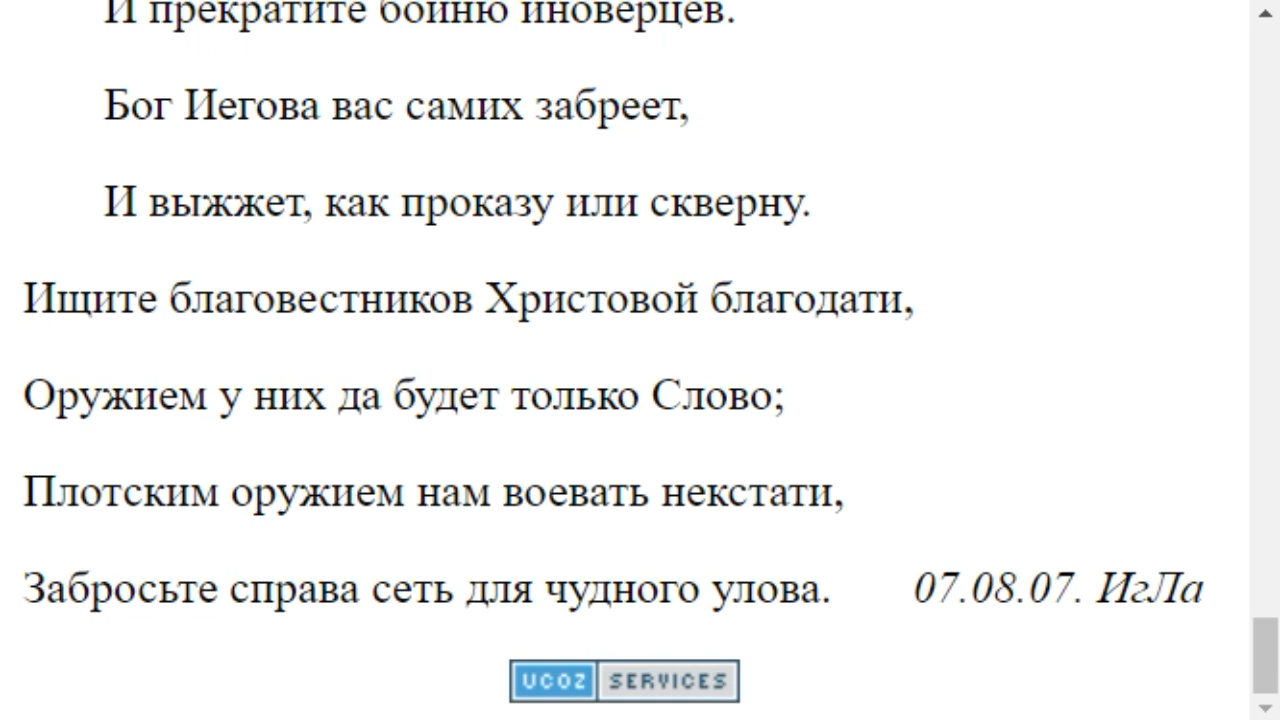 И прекратите бойню иноверцев.
Бог Иегова вас самих забреет,
И выжжет, как проказу или скверну.
Ищите благовестников Христовой благодати,
Оружием у них да будет только Слово;
Плотским оружием нам воевать некстати,
Забросьте справа сеть для чудного улова. 07.08.07. ИгЛа
UCOZ SERVICES